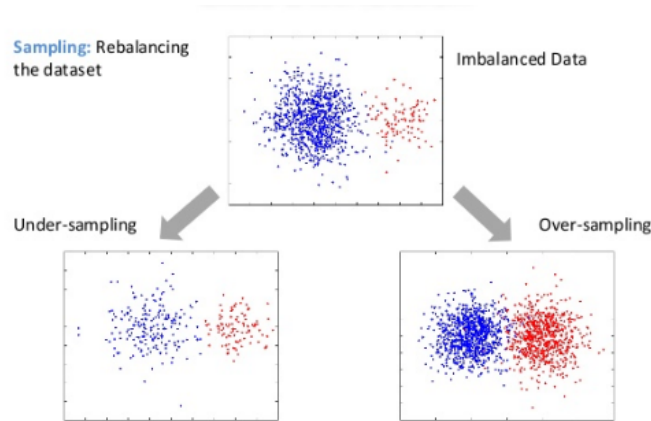 Sampling: Rebalancing
the dataset
Imbalanced Data
Under-sampling
Over-sampling